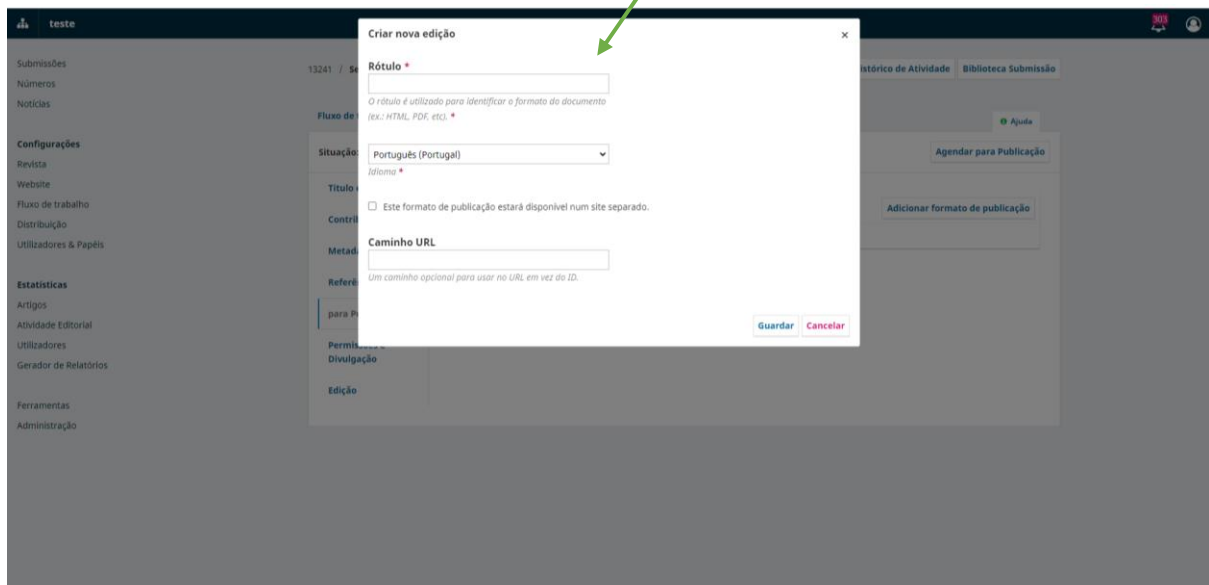 teste
303
Submissões
Números
Notícias
Configurações
Revista
Website
Fluxo de trabalho
Distribuição
Utilizadores & Papéis
Estatísticas
Artigos
Atividade Editorial
Utilizadores
Gerador de Relatórios
Ferramentas
Administração
13241 / Se
istórico de Atividade Biblioteca Submissão
Fluxo de
Ajuda
Situação:
Agendar para Publicação
Título
Contri
Metad
Referê
para P
Permis
Divulgação
Edição
Adicionar formato de publicação
Criar nova edição ×
Rótulo *
O rótulo é utilizado para identificar o formato do documento
(ex.: HTML, PDF, etc). *
Português (Portugal)
Idioma *
Este formato de publicação estará disponível num site separado.
Caminho URL
Um caminho opcional para usar no URL em vez do ID.
Guardar Cancelar